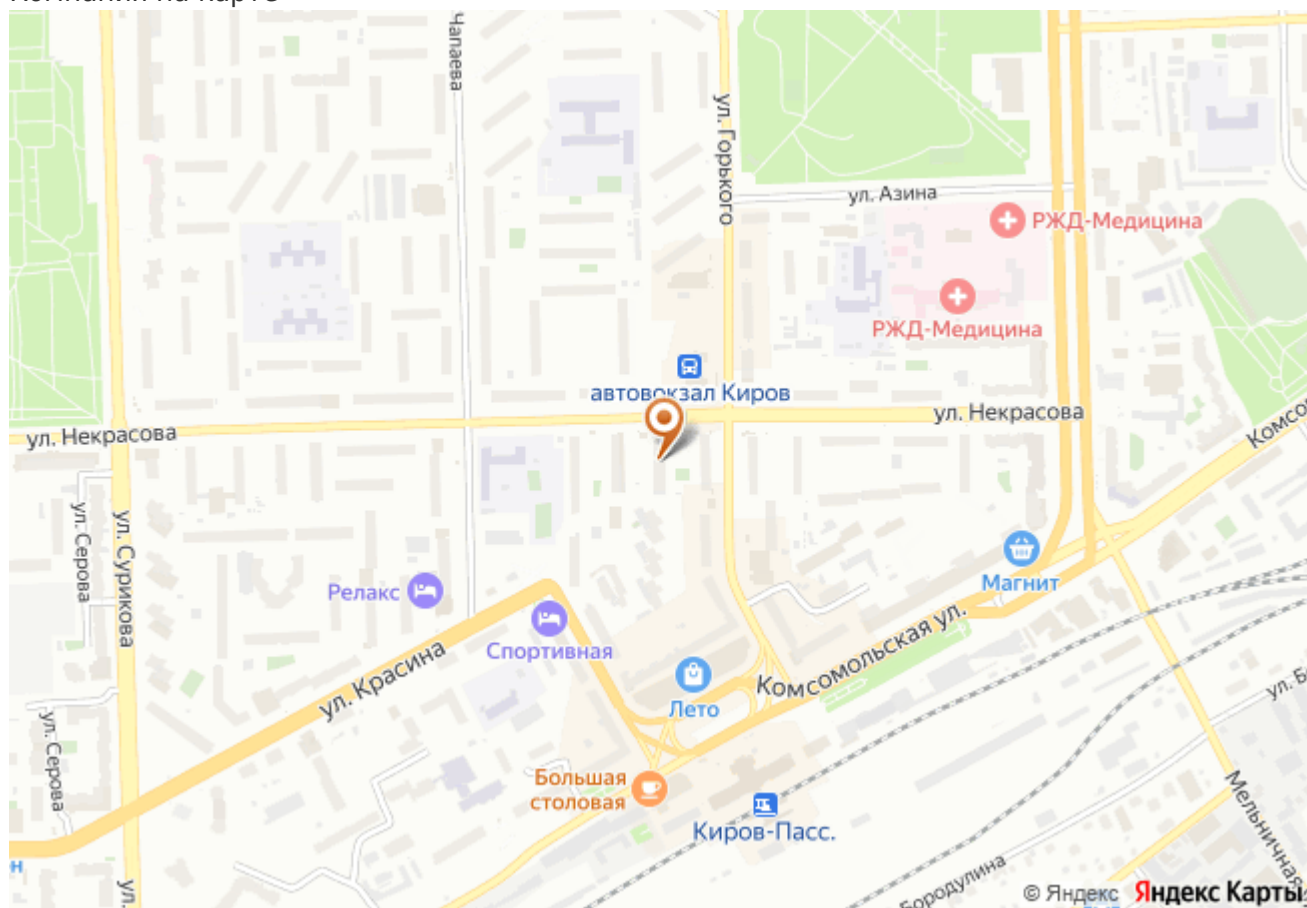 Чапаева
ул. Горького
ул. Азина
РЖД-Медицина
РЖД-Медицина
автовокзал Киров
ул. Некрасова
ул. Некрасова
ул. Серова
ул. Сурикова
Релакс
Спортивная
Магнит
ул. Красина
Комсомольская ул.
Лето
ул. Серова
Большая
столовая
Киров-Пасс.
Мельничная
Бородулина
ул.
© Яндекс Яндекс Карты